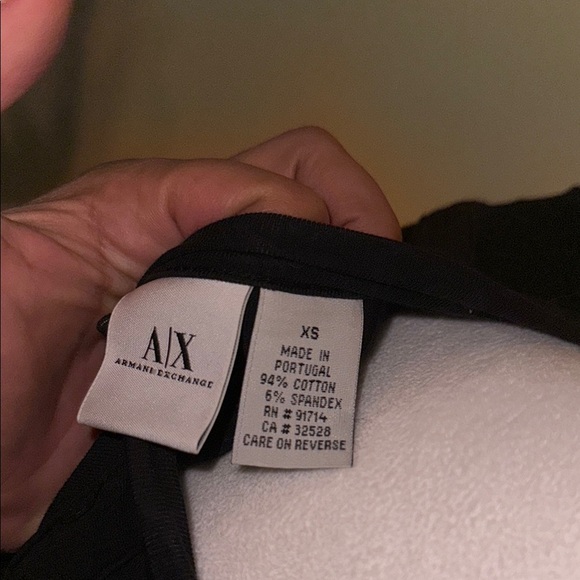 A|X
ARMANI EXCHANGE
XS
MADE IN
PORTUGAL
94% COTTON
6% SPANDEX
RN # 91714
CA # 32528
CARE ON REVERSE